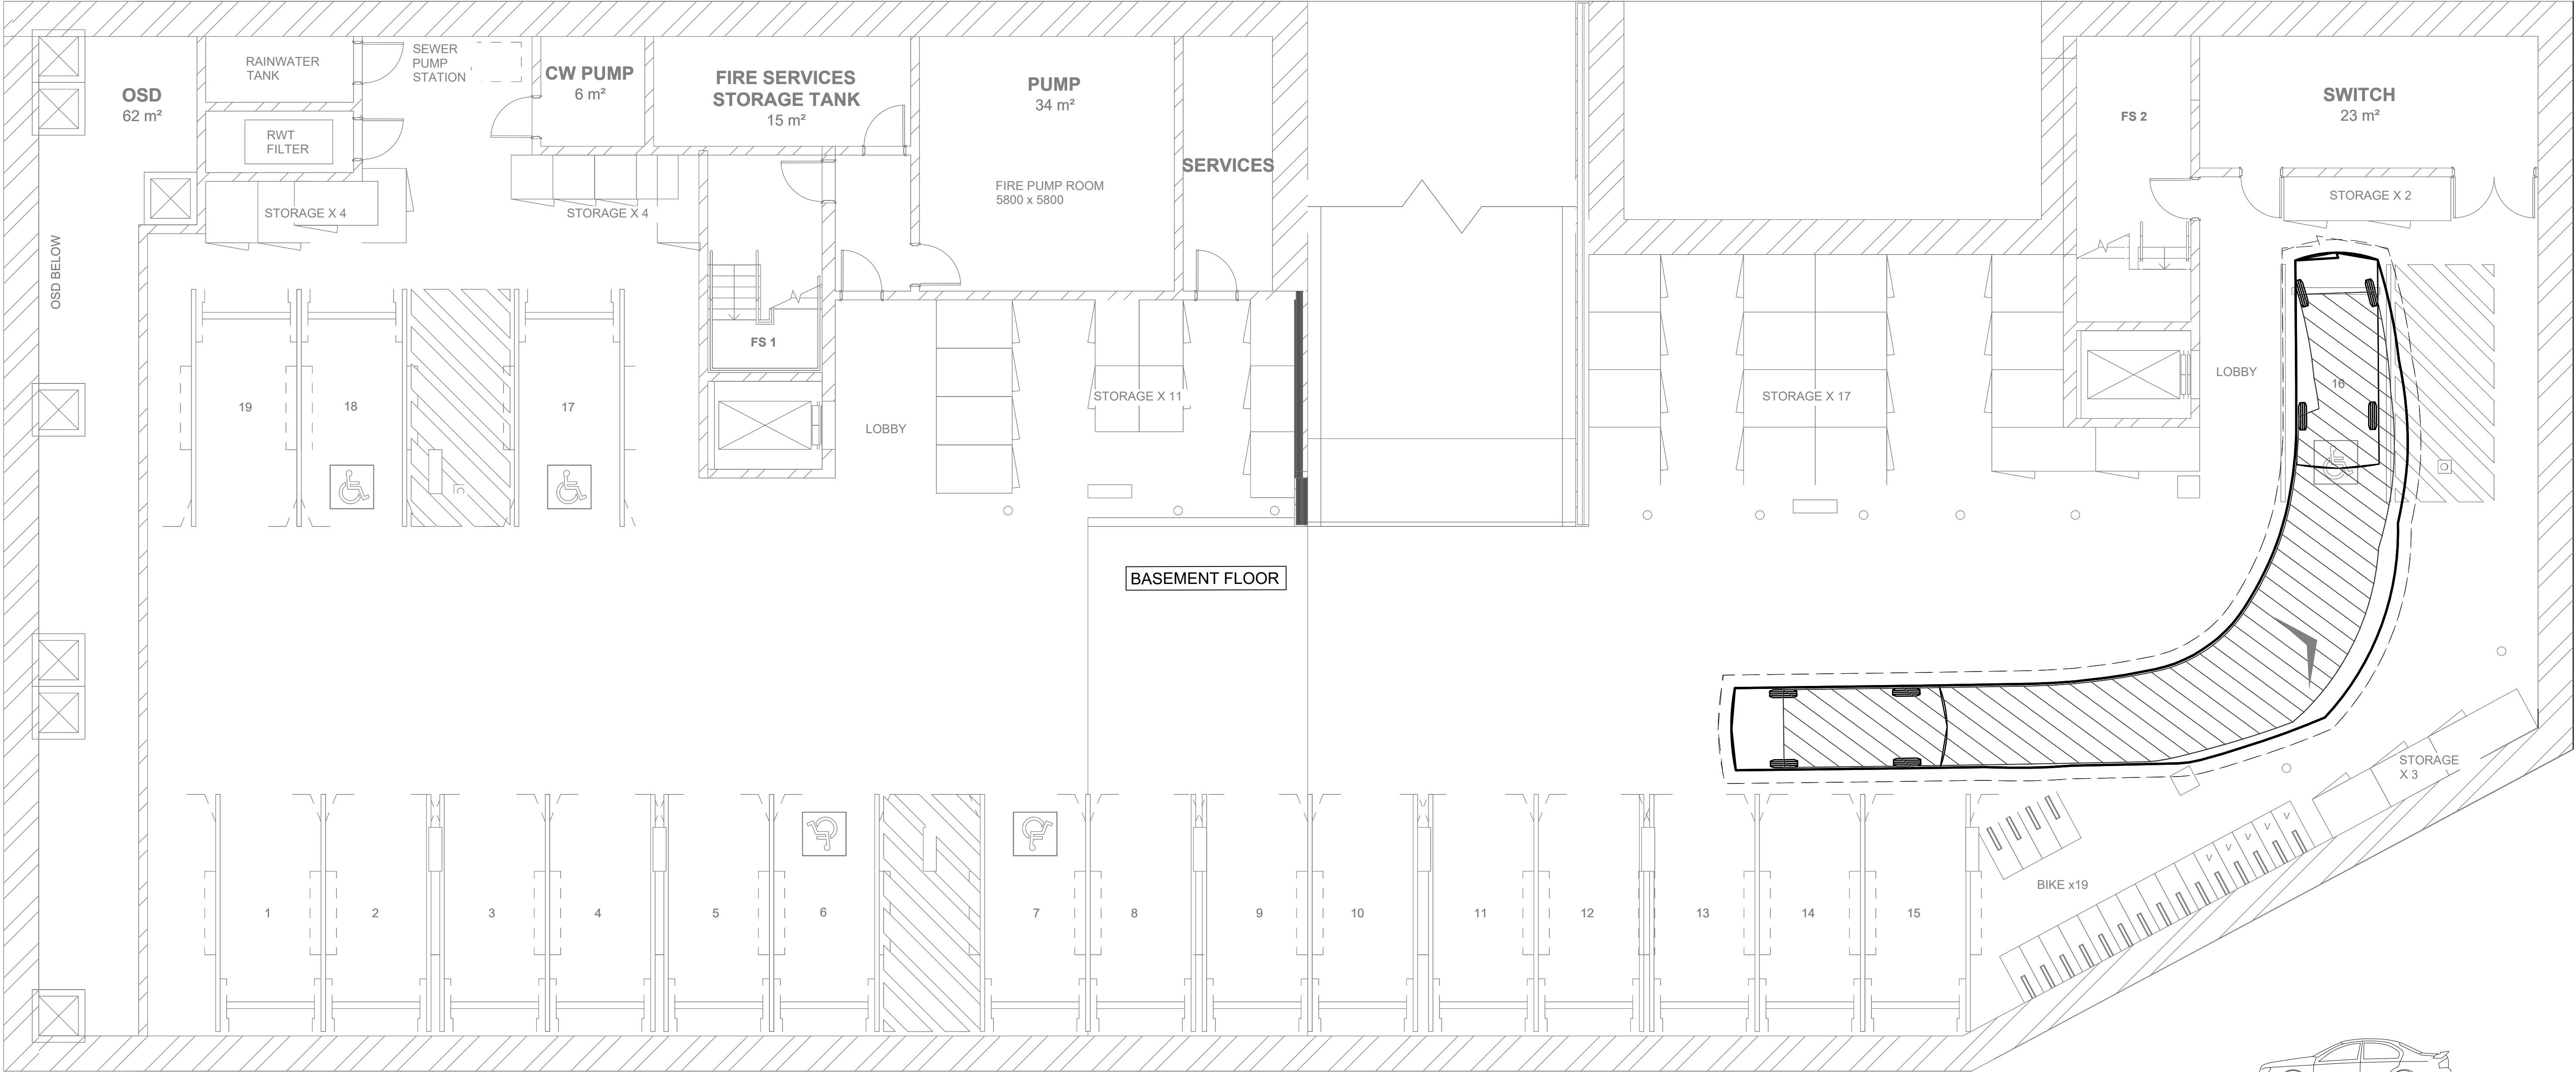 RAINWATER
TANK
SEWER
PUMP
STATION
CW PUMP
6 m²
FIRE SERVICES
STORAGE TANK
15 m²
PUMP
34 m²
OSD
62 m²
RWT
FILTER
SERVICES
FIRE PUMP ROOM
5800 x 5800
FS 2
SWITCH
23 m²
STORAGE X 4
STORAGE X 4
STORAGE X 2
OSD BELOW
FS 1
LOBBY
16
19
18
17
LOBBY
STORAGE X 11
STORAGE X 17
BASEMENT FLOOR
STORAGE
X 3
BIKE x19
1
2
3
4
5
6
7
8
9
10
11
12
13
14
15
V
V
V
V
V